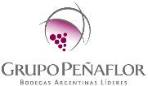 GRUPO PEÑAFLOR
BODEGAS ARGENTINAS LÍDERES